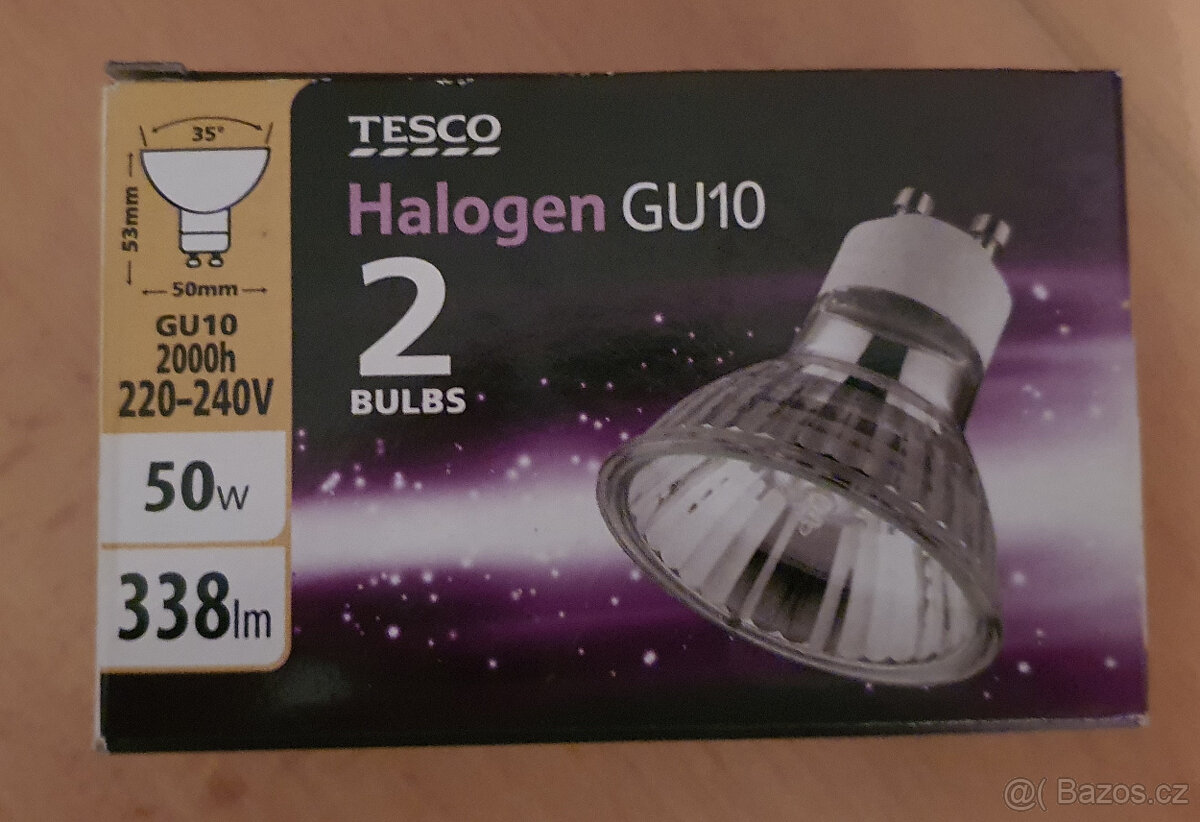 35°
53mm
50mm
GU10
2000h
220-240V
50w
338lm
TESCO
Halogen GU10
2
BULBS
@( Bazos.cz